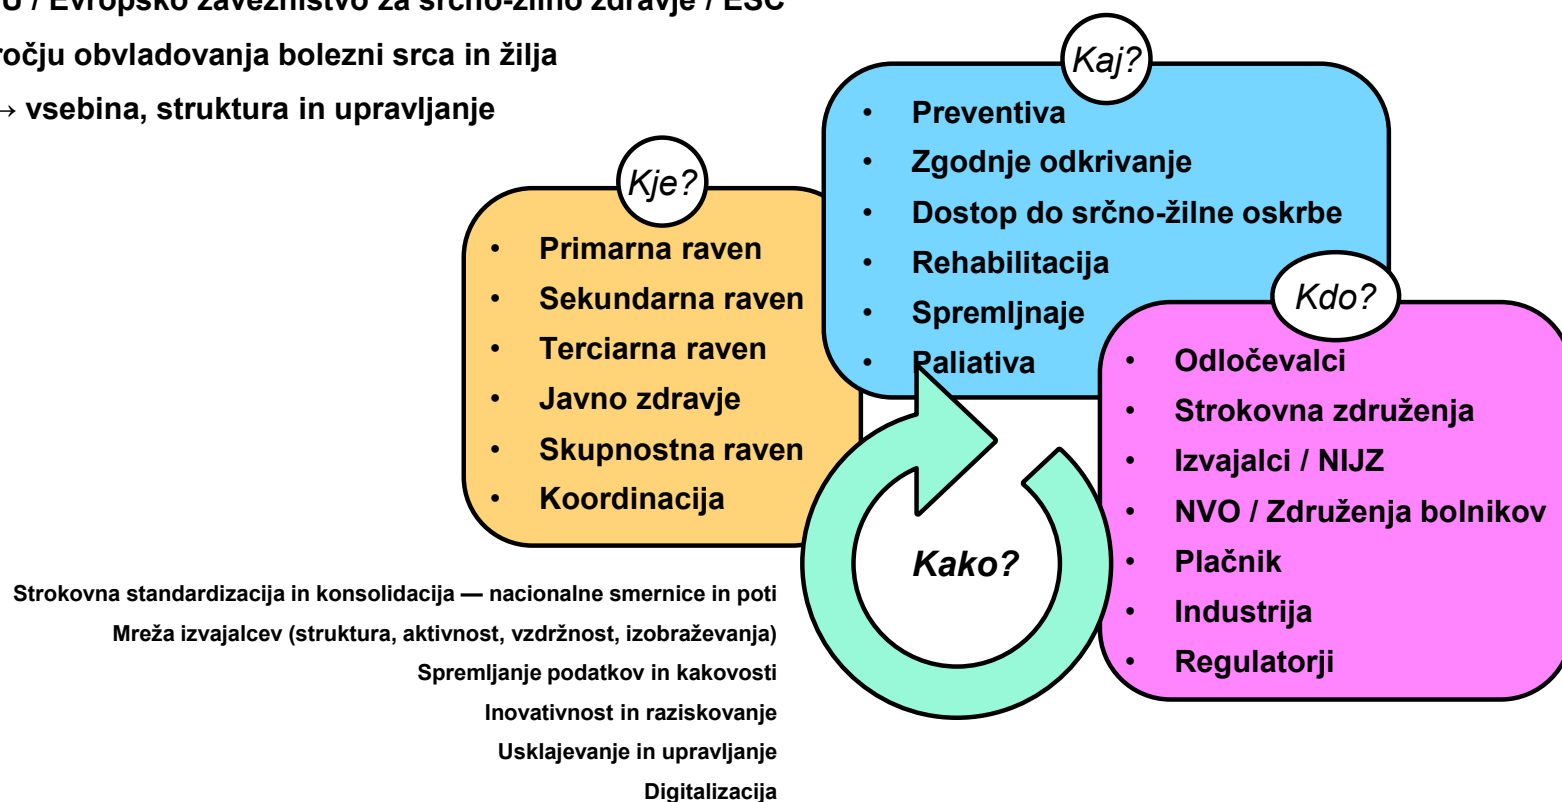 U / Evropsko zavezništvo za srčno-žilno zdravje / ESC
ročju obvladovanja bolezni srca in žilja
→ vsebina, struktura in upravljanje
Kje?
• Primarna raven
• Sekundarna raven
• Terciarna raven
• Javno zdravje
• Skupnostna raven
• Koordinacija
Kaj?
• Preventiva
• Zgodnje odkrivanje
• Dostop do srčno-žilne oskrbe
• Rehabilitacija
• Spremljnaje
• Paliativa
Kdo?
• Odločevalci
• Strokovna združenja
• Izvajalci / NIJZ
• NVO / Združenja bolnikov
• Plačnik
• Industrija
• Regulatorji
Kako?
Strokovna standardizacija in konsolidacija — nacionalne smernice in poti
Mreža izvajalcev (struktura, aktivnost, vzdržnost, izobraževanja)
Spremljanje podatkov in kakovosti
Inovativnost in raziskovanje
Usklajevanje in upravljanje
Digitalizacija